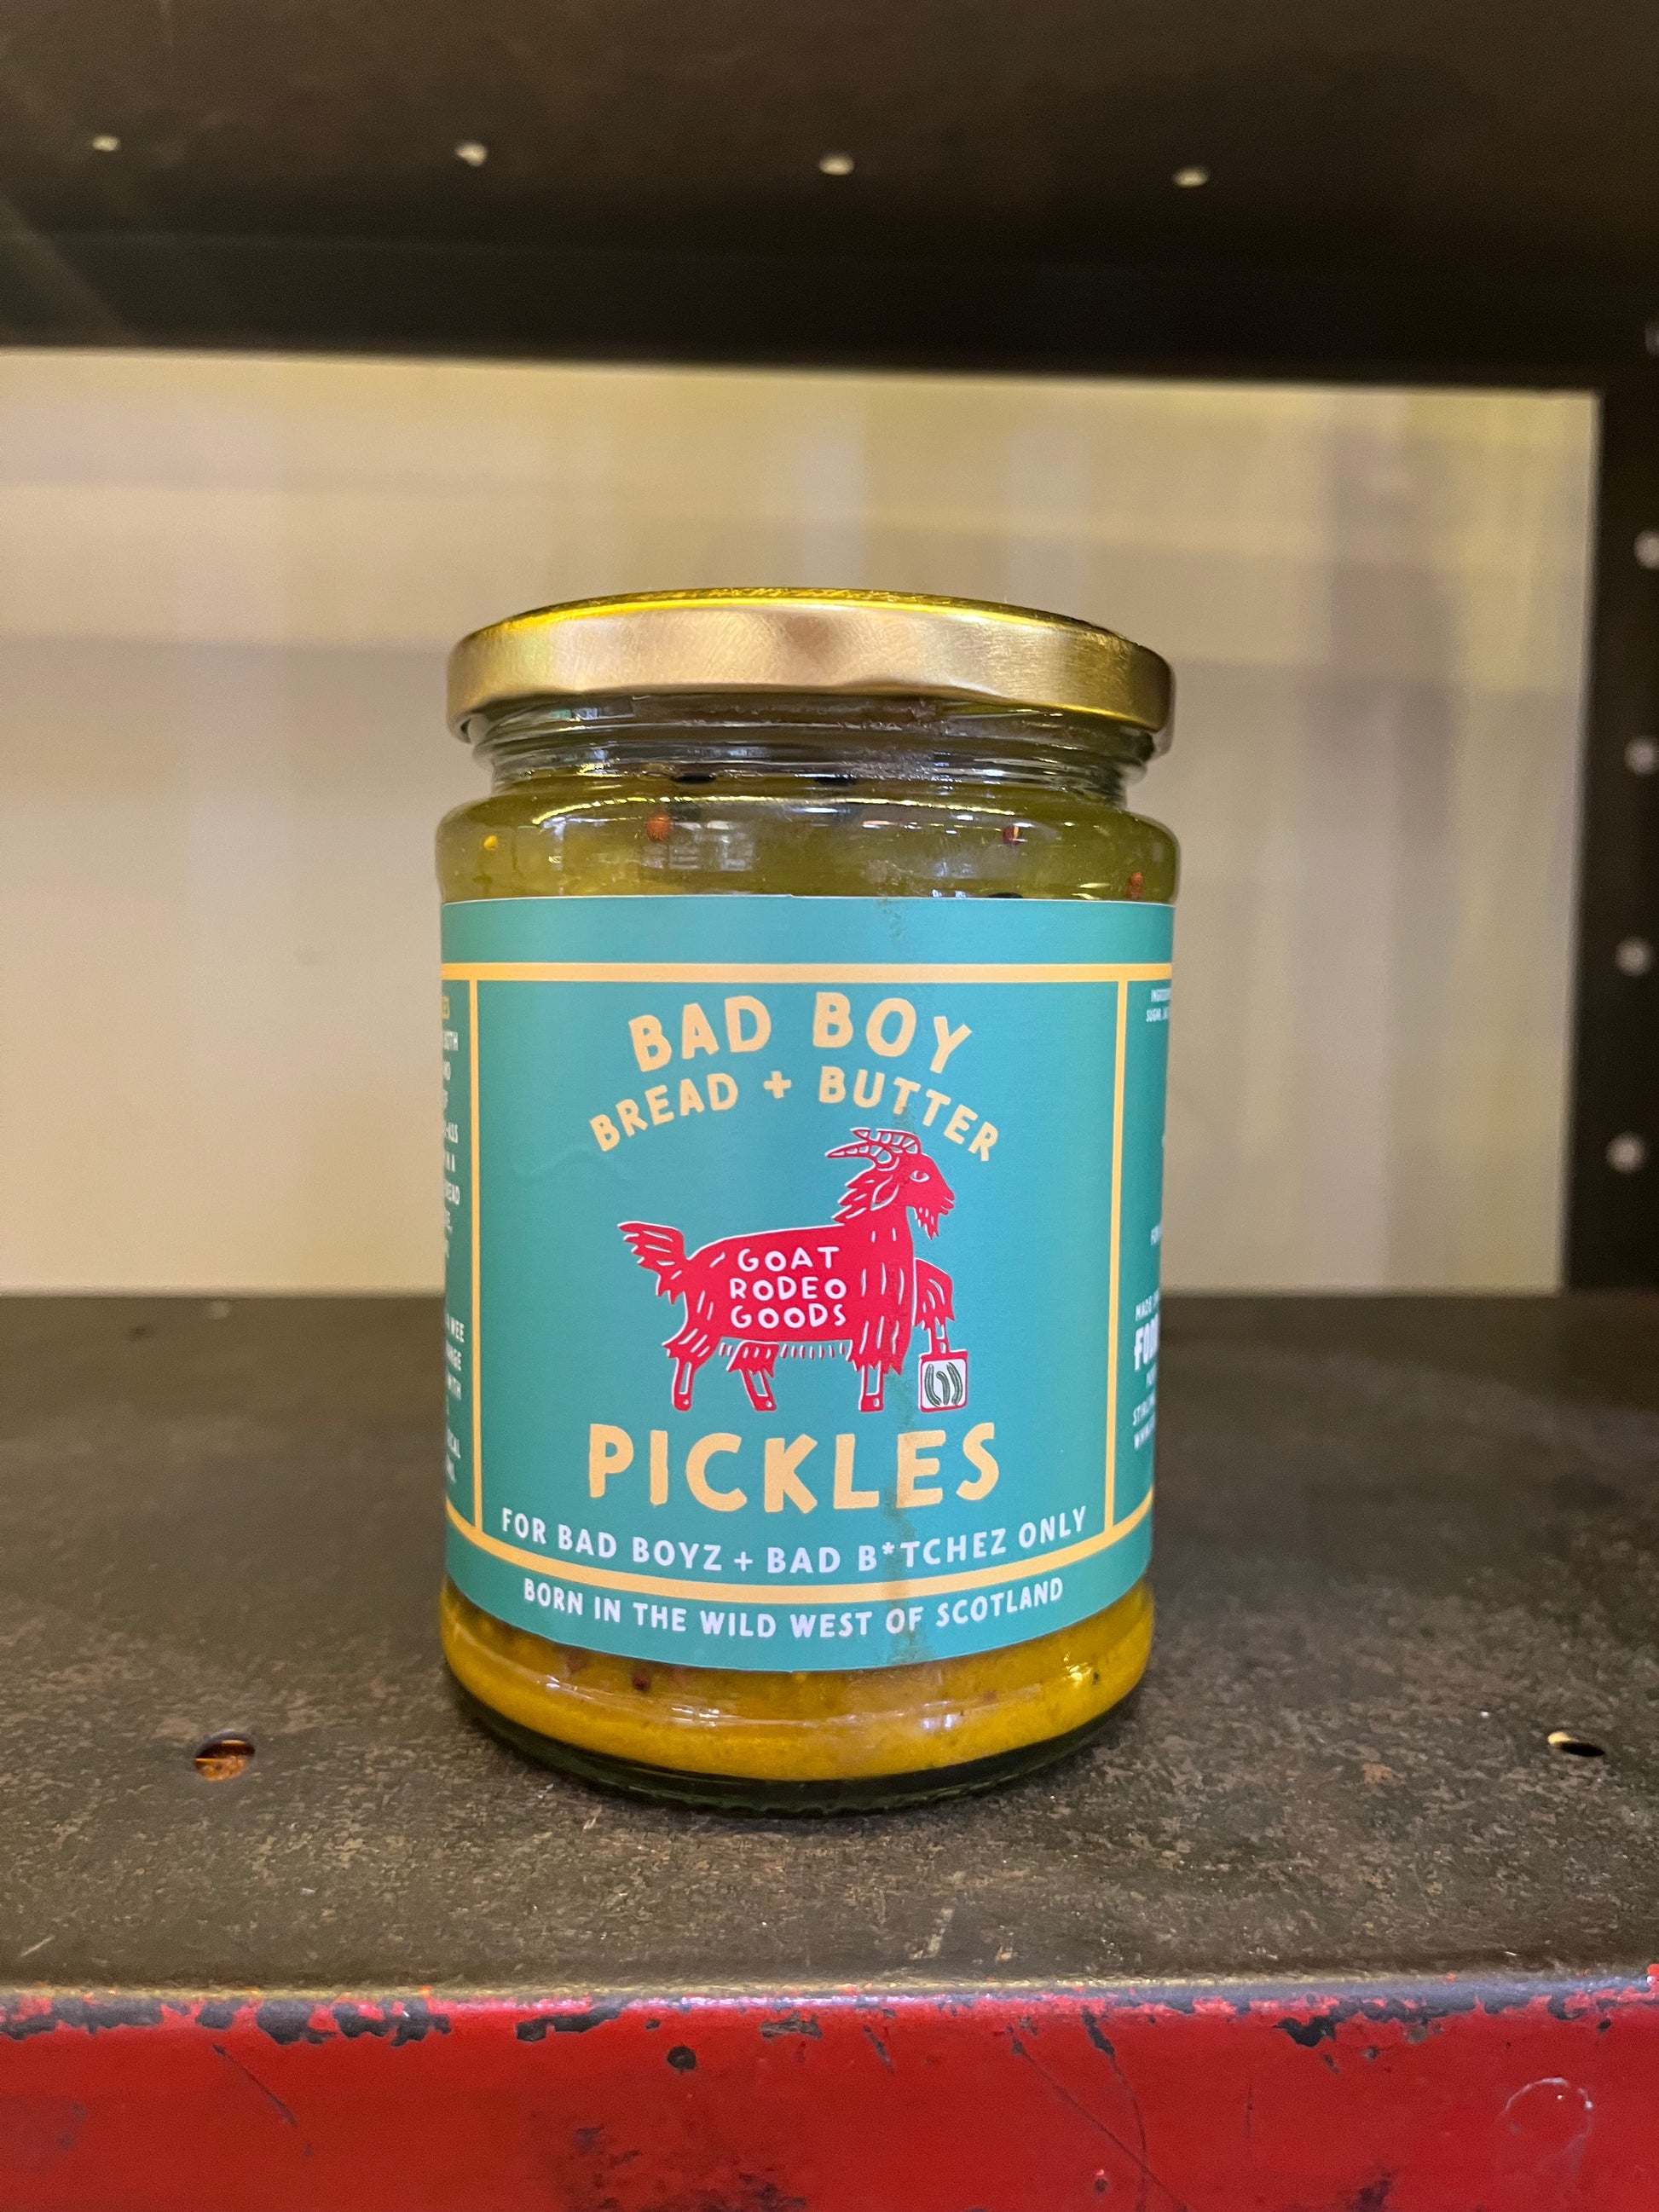 BAD BOY
BREAD + BUTTER
GOAT
RODEO
GOODS
PICKLES
FOR BAD BOYZ + BAD B*TCHEZ ONLY
BORN IN THE WILD WEST OF SCOTLAND